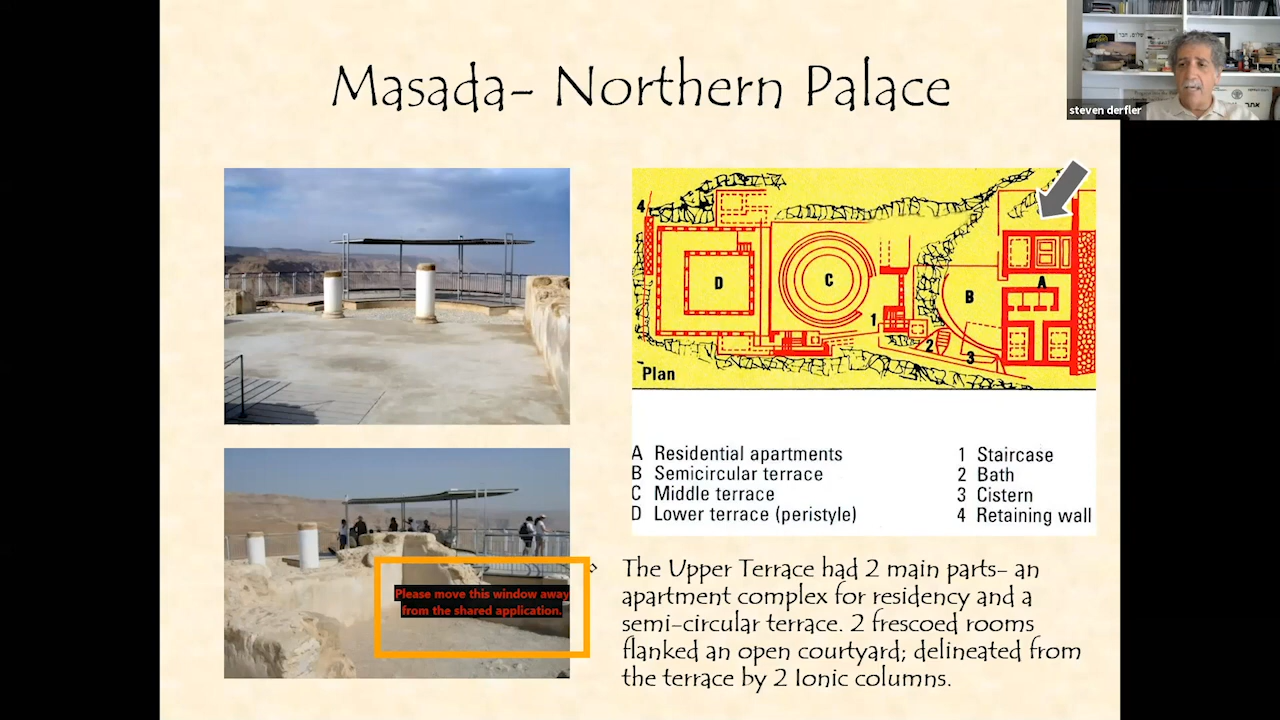 Masada- Northern Palace
steven derfler
4
D
C
B
A
1
2
3
Plan
A Residential apartments
B Semicircular terrace
C Middle terrace
D Lower terrace (peristyle)
1 Staircase
2 Bath
3 Cistern
4 Retaining wall
Please move this window away
from the shared application.
The Upper Terrace had 2 main parts- an
apartment complex for residency and a
semi-circular terrace. 2 frescoed rooms
flanked an open courtyard; delineated from
the terrace by 2 Ionic columns.